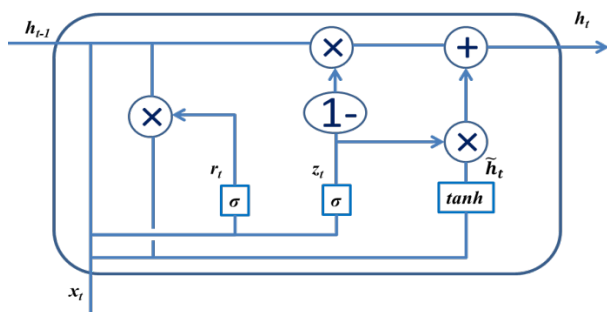 h_{t-1}
h_t
×
+
×
1-
×
r_t
z_t
h̃_t
σ
σ
tanh
x_t